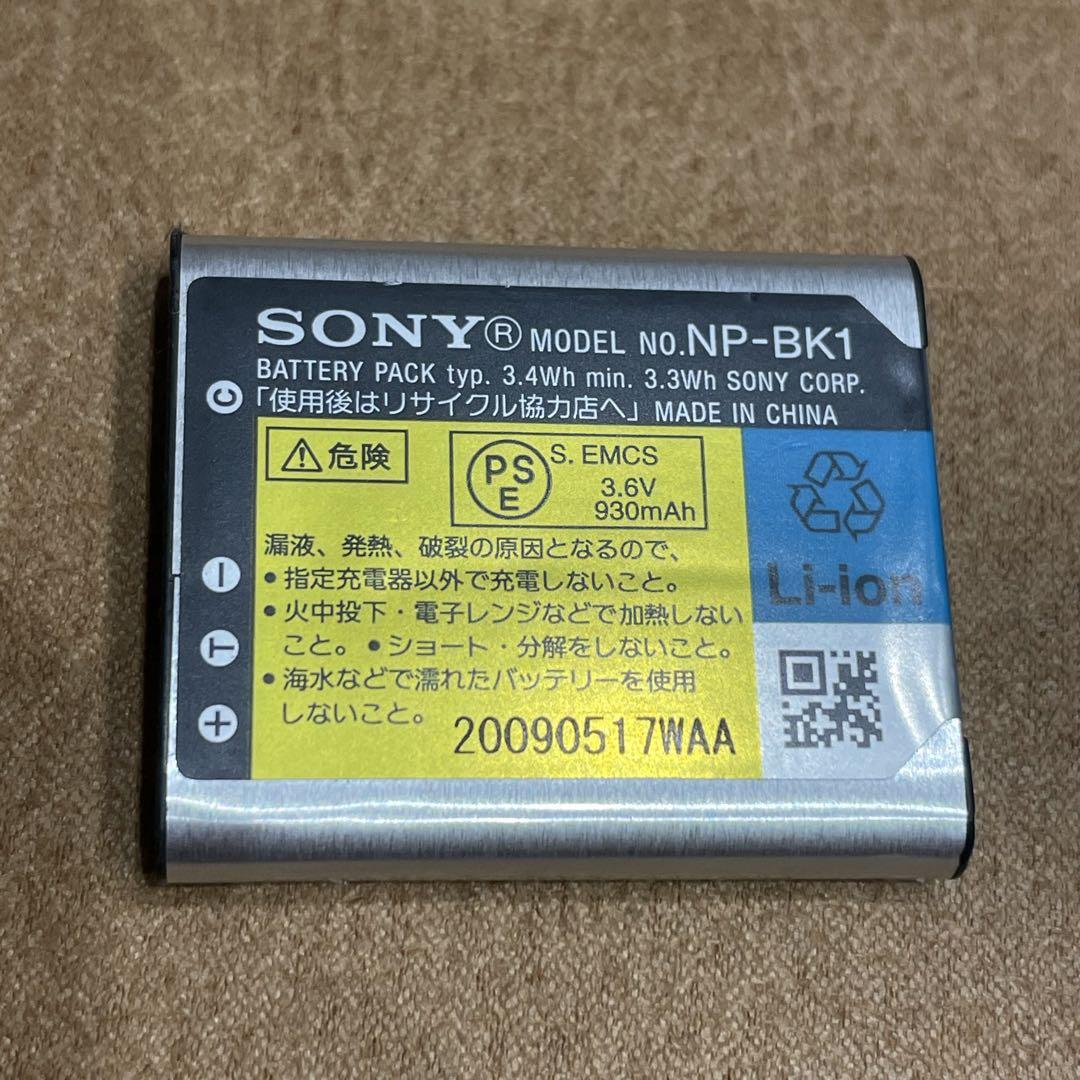 SONY® MODEL NO.NP-BK1
BATTERY PACK typ. 3.4Wh min. 3.3Wh SONY CORP.
「使用後はリサイクル協力店へ」 MADE IN CHINA
C
⚠危険
PSE S. EMCS
3.6V
930mAh
漏液、発熱、破裂の原因となるので、
•指定充電器以外で充電しないこと。
•火中投下・電子レンジなどで加熱しない
こと。•ショート・分解をしないこと。
•海水などで濡れたバッテリーを使用
しないこと。
20090517WAA
Li-ion
−
T
+